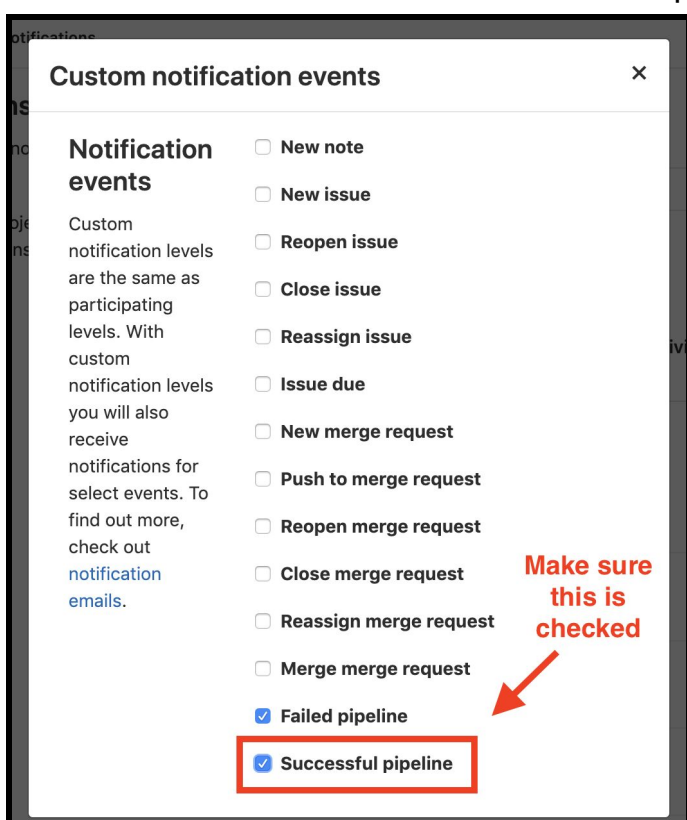 Custom notification events ×
Notification
events
Custom
notification levels
are the same as
participating
levels. With
custom
notification levels
you will also
receive
notifications for
select events. To
find out more,
check out
notification
emails.
New note
New issue
Reopen issue
Close issue
Reassign issue
Issue due
New merge request
Push to merge request
Reopen merge request
Close merge request
Reassign merge request
Merge merge request
Failed pipeline
Successful pipeline
Make sure
this is
checked